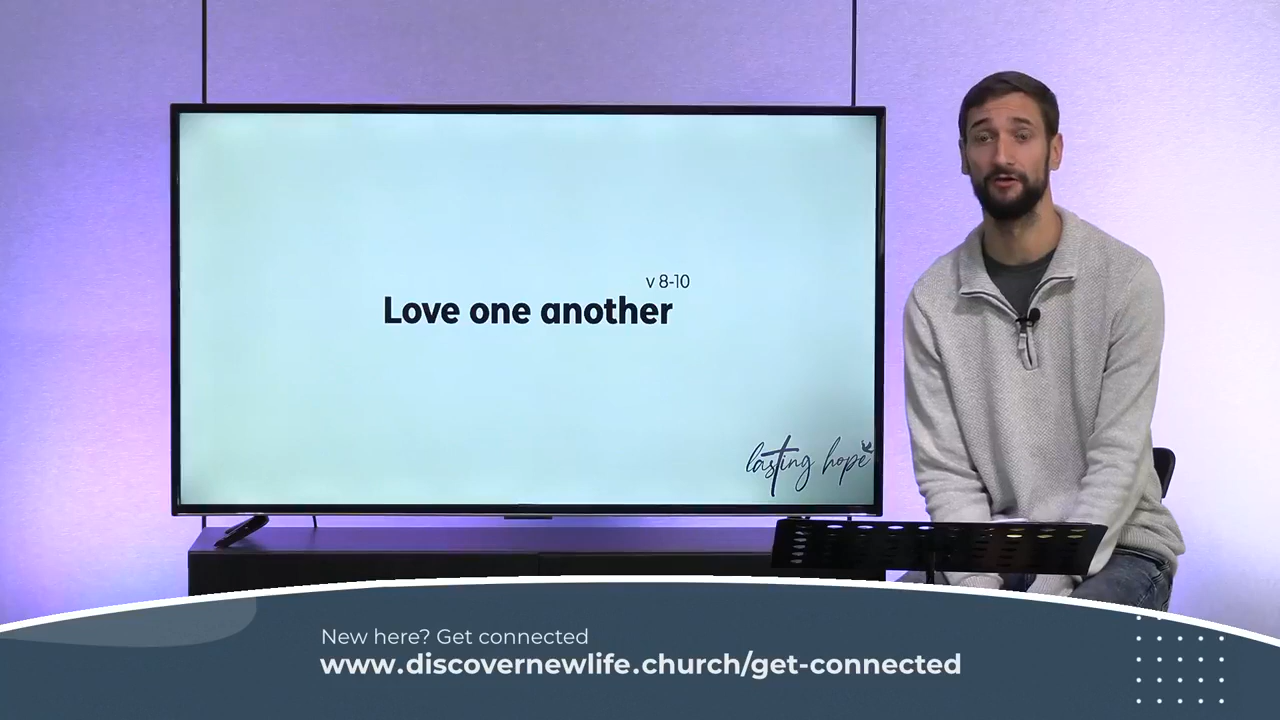 v 8-10
Love one another
lasting hope
New here? Get connected
www.discovernewlife.church/get-connected